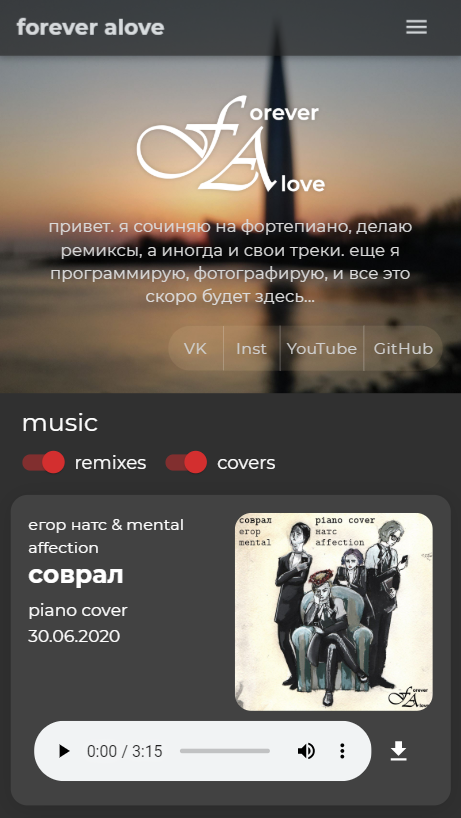 forever alove
forever
Alove
привет. я сочиняю на фортепиано, делаю
ремиксы, а иногда и свои треки. еще я
программирую, фотографирую, и все это
скоро будет здесь...
VK Inst YouTube GitHub
music
remixes covers
егор натс & mental
affection
соврал
piano cover
30.06.2020
соврал piano cover
егор натс
mental affection
forever
Alove
0:00 / 3:15